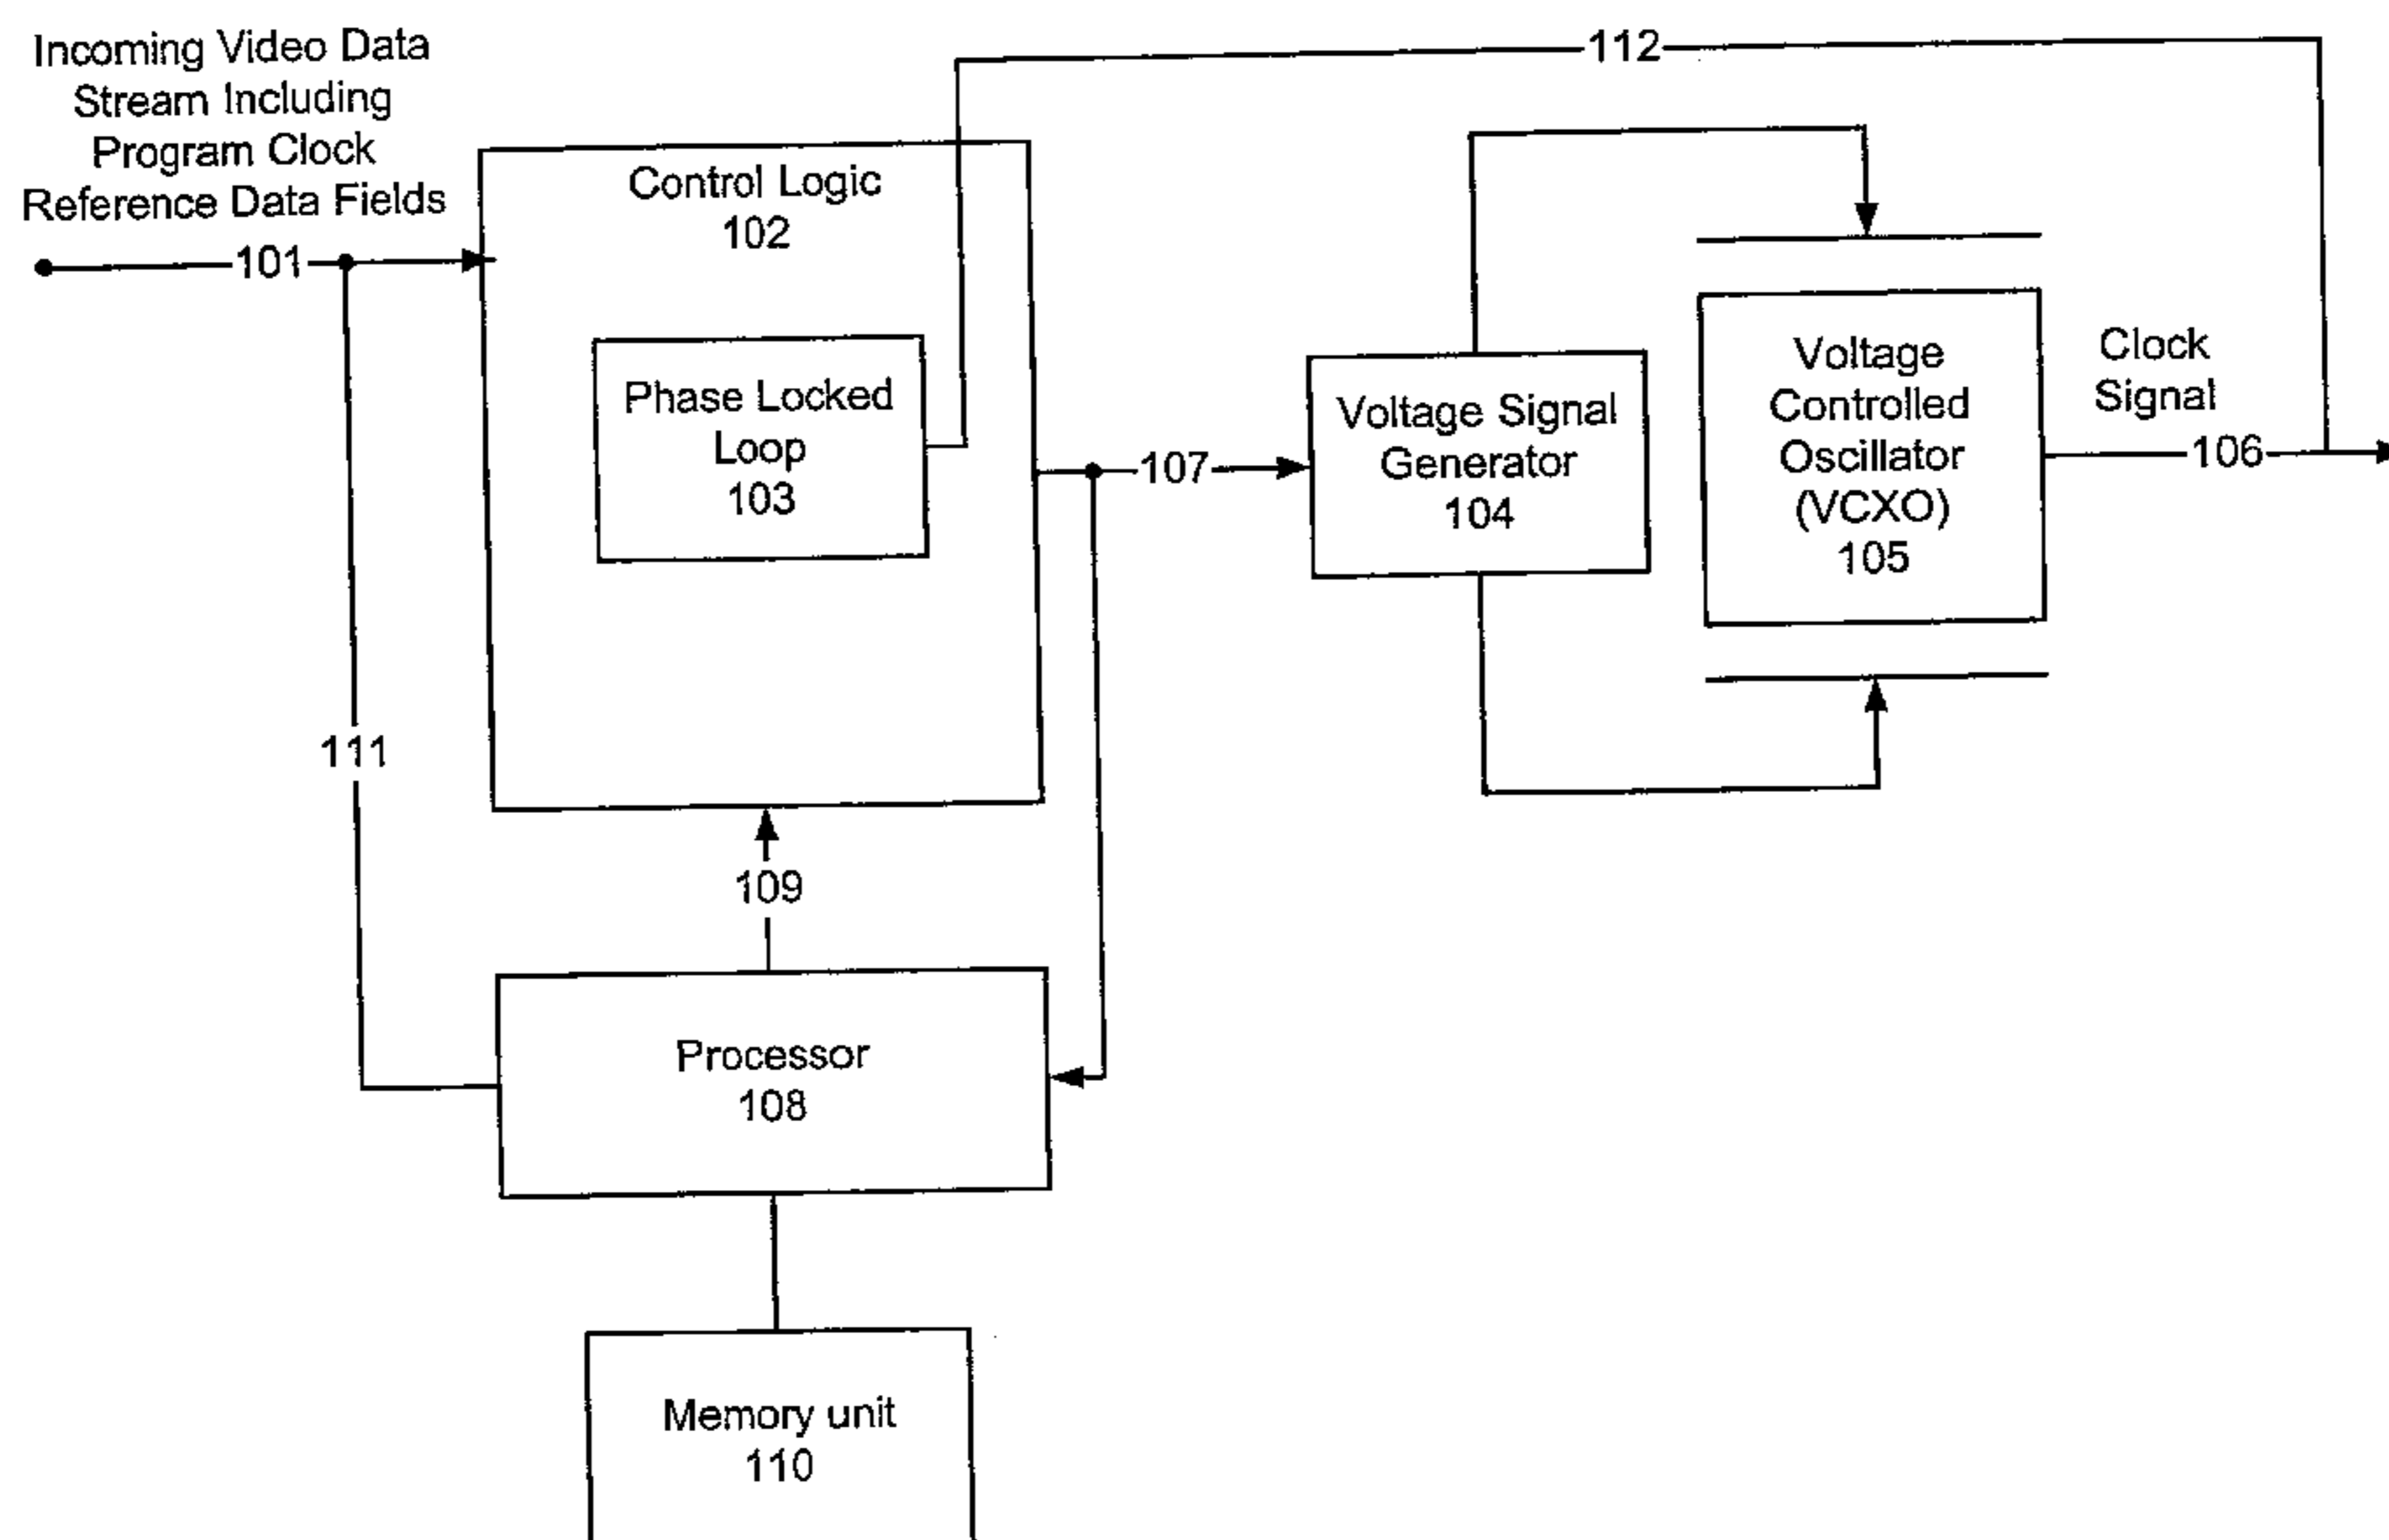 Incoming Video Data
Stream Including
Program Clock
Reference Data Fields
101
112
Control Logic
102
Phase Locked
Loop
103
107
Voltage Signal
Generator
104
Voltage
Controlled
Oscillator
(VCXO)
105
Clock
Signal
106
111
109
Processor
108
Memory unit
110